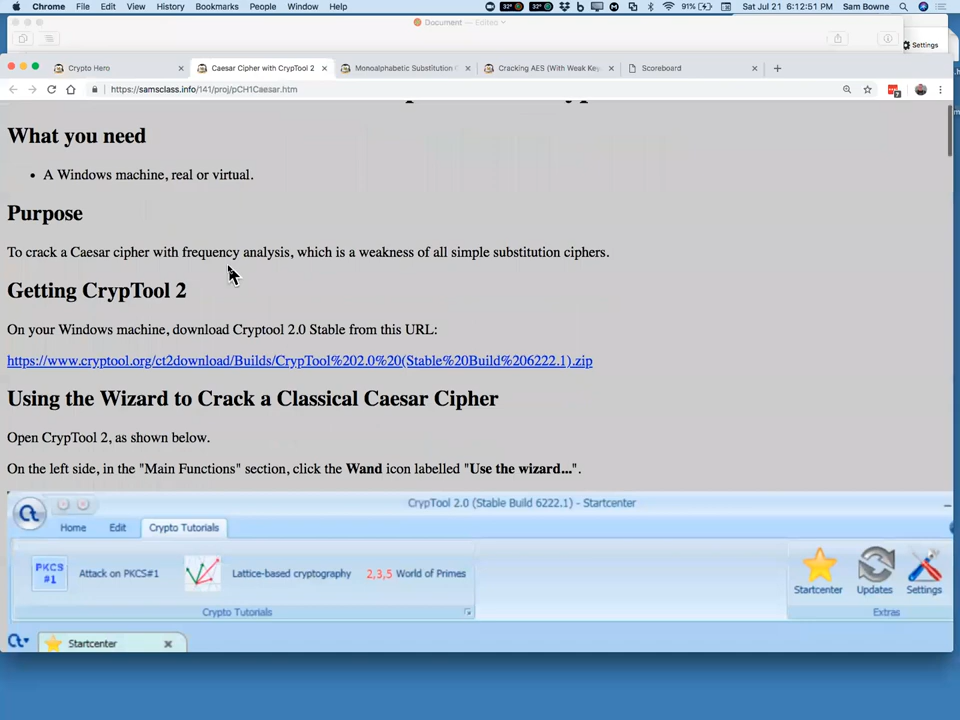 Chrome File Edit View History Bookmarks People Window Help 32° 32° 91% Sat Jul 21 6:12:51 PM Sam Bowne
Document — Edited
Settings
Crypto Hero × Caesar Cipher with CrypTool 2 × Monoalphabetic Substitution C × Cracking AES (With Weak Key × Scoreboard × +
https://samsclass.info/141/proj/pCH1Caesar.htm
What you need
• A Windows machine, real or virtual.
Purpose
To crack a Caesar cipher with frequency analysis, which is a weakness of all simple substitution ciphers.
Getting CrypTool 2
On your Windows machine, download Cryptool 2.0 Stable from this URL:
https://www.cryptool.org/ct2download/Builds/CrypTool%202.0%20(Stable%20Build%206222.1).zip
Using the Wizard to Crack a Classical Caesar Cipher
Open CrypTool 2, as shown below.
On the left side, in the "Main Functions" section, click the Wand icon labelled "Use the wizard...".
CrypTool 2.0 (Stable Build 6222.1) - Startcenter
Home Edit Crypto Tutorials
PKCS #1 Attack on PKCS#1 Lattice-based cryptography 2,3,5 World of Primes
Startcenter Updates Settings
Crypto Tutorials Extras
Startcenter